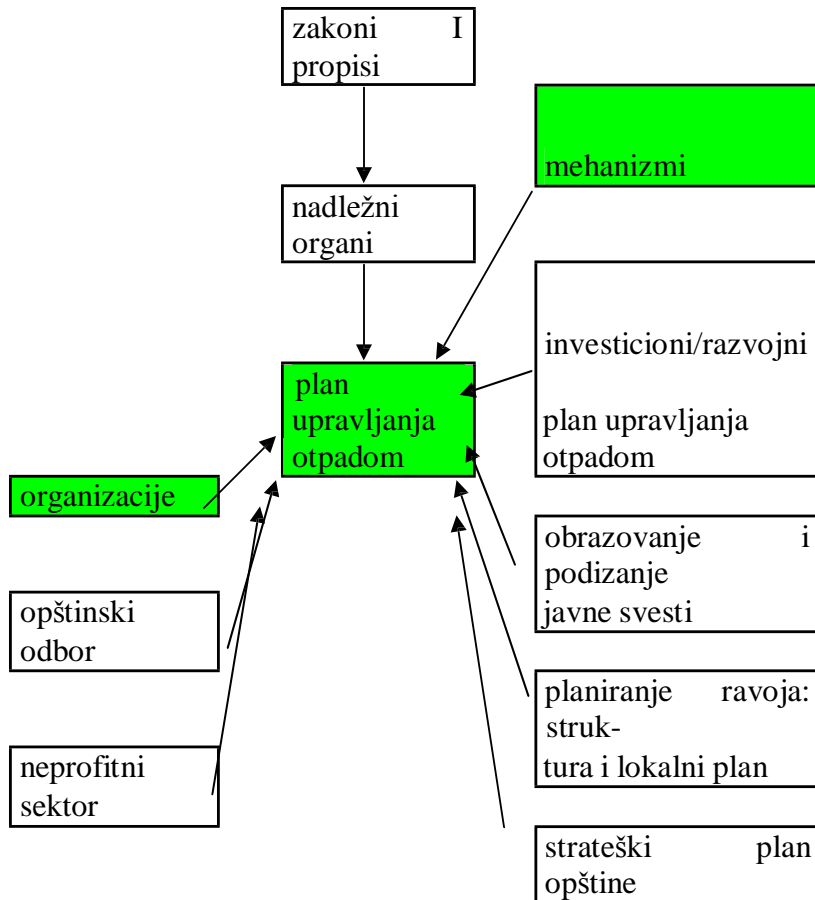 zakoni I
propisi
mehanizmi
nadležni
organi
investicioni/razvojni
plan upravljanja
otpadom
plan
upravljanja
otpadom
organizacije
obrazovanje i
podizanje
javne svesti
opštinski
odbor
planiranje ravoja:
struk-
tura i lokalni plan
neprofitni
sektor
strateški plan
opštine